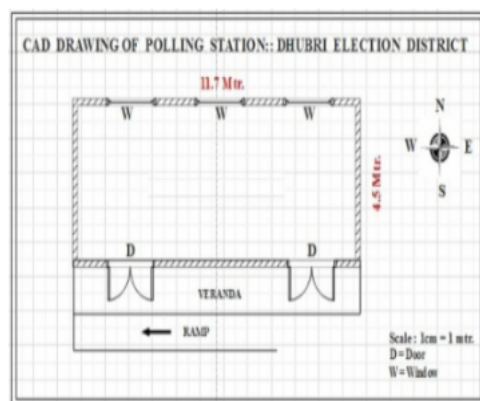 CAD DRAWING OF POLLING STATION:: DHUBRI ELECTION DISTRICT
11.7 Mtr.
W W W
N
W E
S
4.5 Mtr.
D D
VERANDA
RAMP
Scale : 1cm = 1 mtr.
D = Door
W = Window